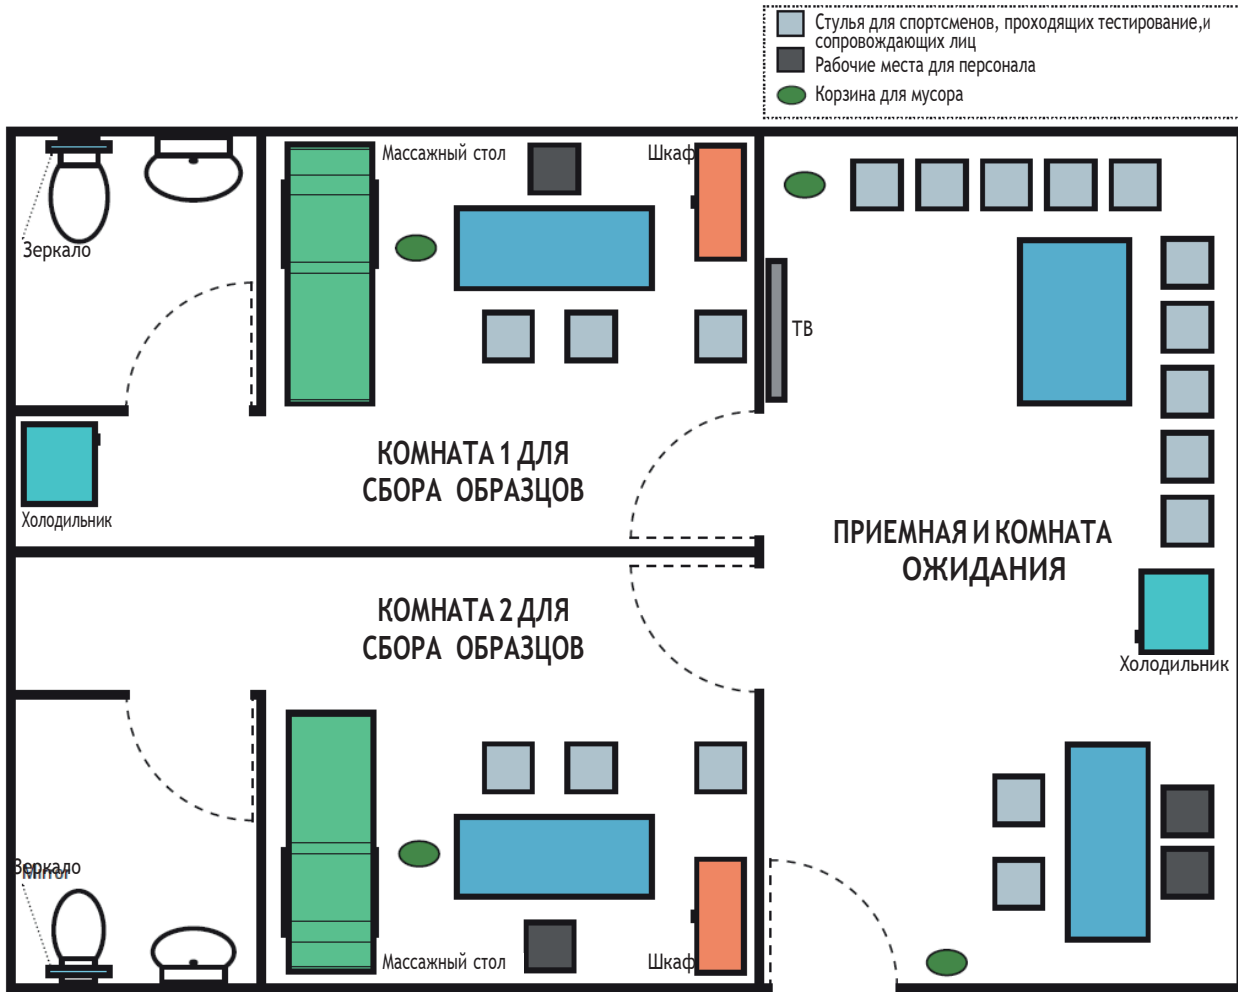 Стулья для спортсменов, проходящих тестирование,и
сопровождающих лиц
Рабочие места для персонала
Корзина для мусора
Массажный стол
Шкаф
Зеркало
ТВ
КОМНАТА 1 ДЛЯ
СБОРА ОБРАЗЦОВ
Холодильник
ПРИЕМНАЯ И КОМНАТА
ОЖИДАНИЯ
КОМНАТА 2 ДЛЯ
СБОРА ОБРАЗЦОВ
Холодильник
Зеркало
Mirror
Массажный стол
Шкаф